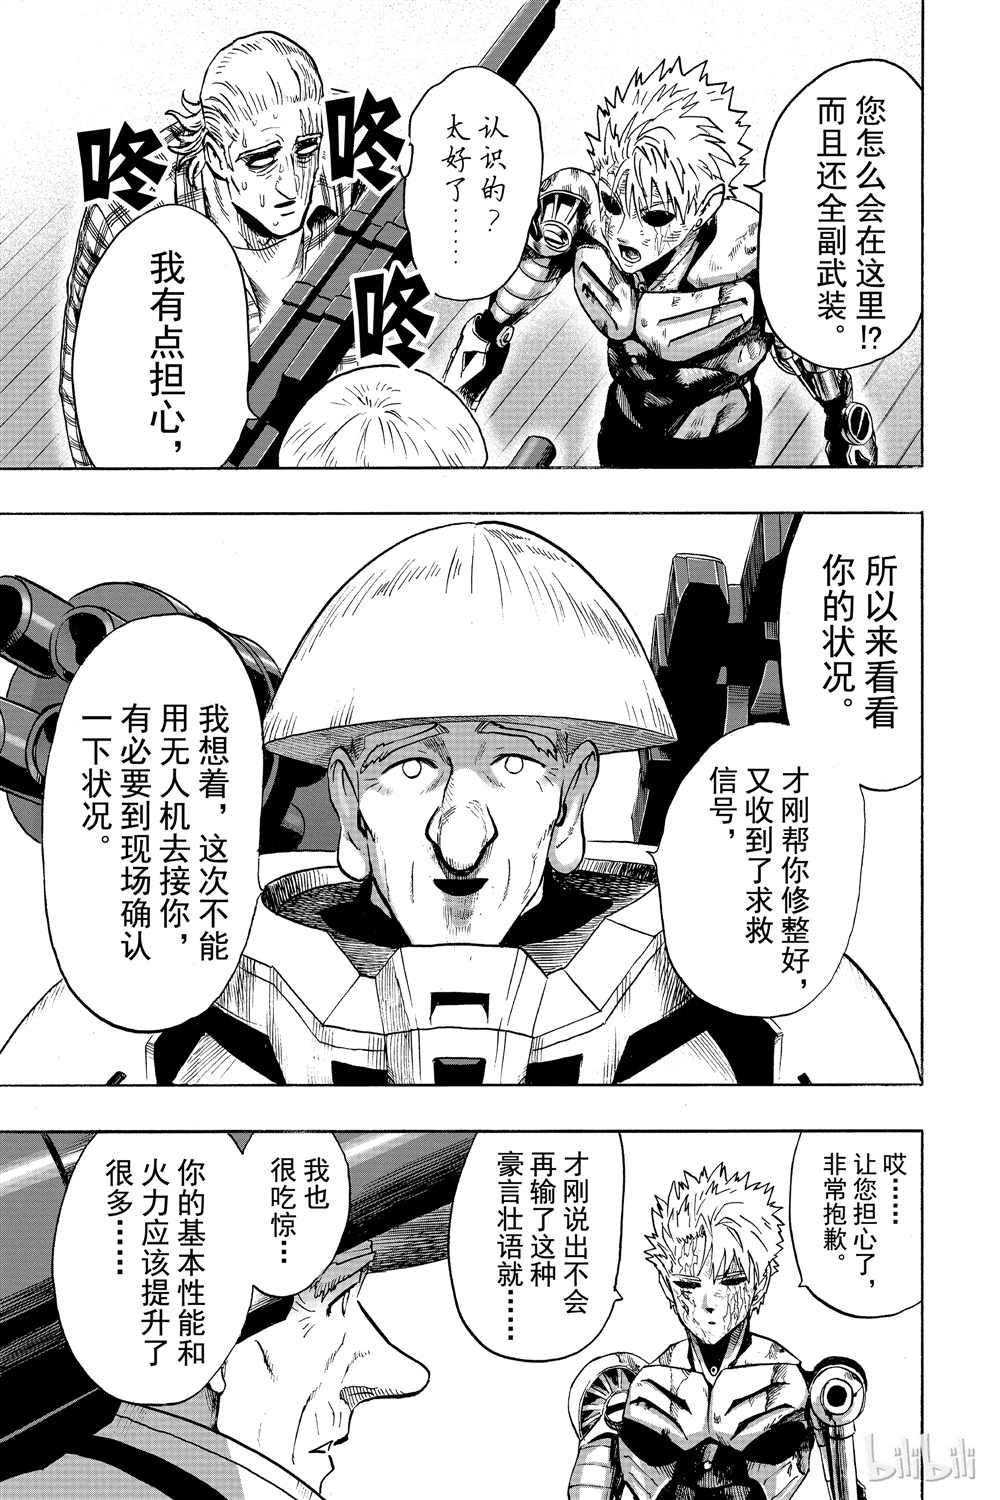 您怎么会在这里!?
而且还全副武装。
认识的?
太好了……
咚
咚
咚
我有点担心，
所以来看看
你的状况。
才刚帮你修整好，
又收到了求救
信号，
我想着，这次不能
用无人机去接你，
有必要到现场确认
一下状况。
哎……
让您担心了，
非常抱歉。
才刚说出不会
再输了这种
豪言壮语就……
我也
很吃惊…
你的基本性能和
火力应该提升了
很多……
bilibili